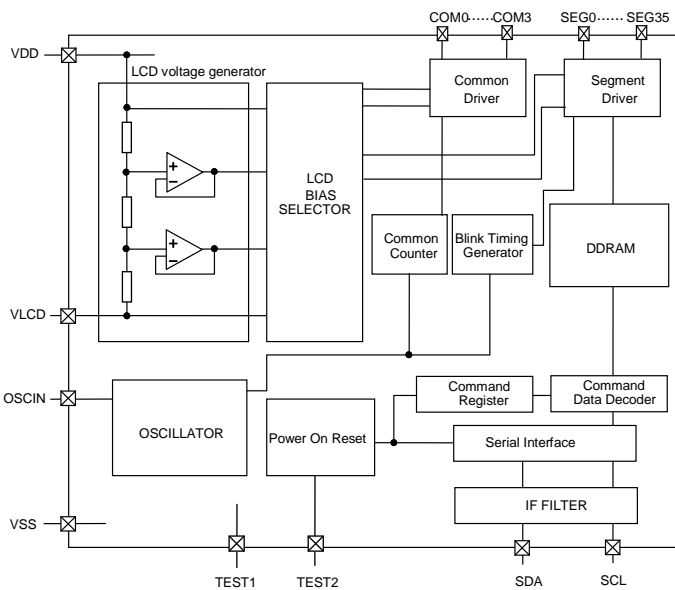 COM0······ COM3
SEG0······ SEG35
VDD
LCD voltage generator
Common
Driver
Segment
Driver
+
−
LCD
BIAS
SELECTOR
+
−
Common
Counter
Blink Timing
Generator
DDRAM
VLCD
OSCIN
OSCILLATOR
Power On Reset
Command
Register
Command
Data Decoder
Serial Interface
IF FILTER
VSS
TEST1
TEST2
SDA
SCL